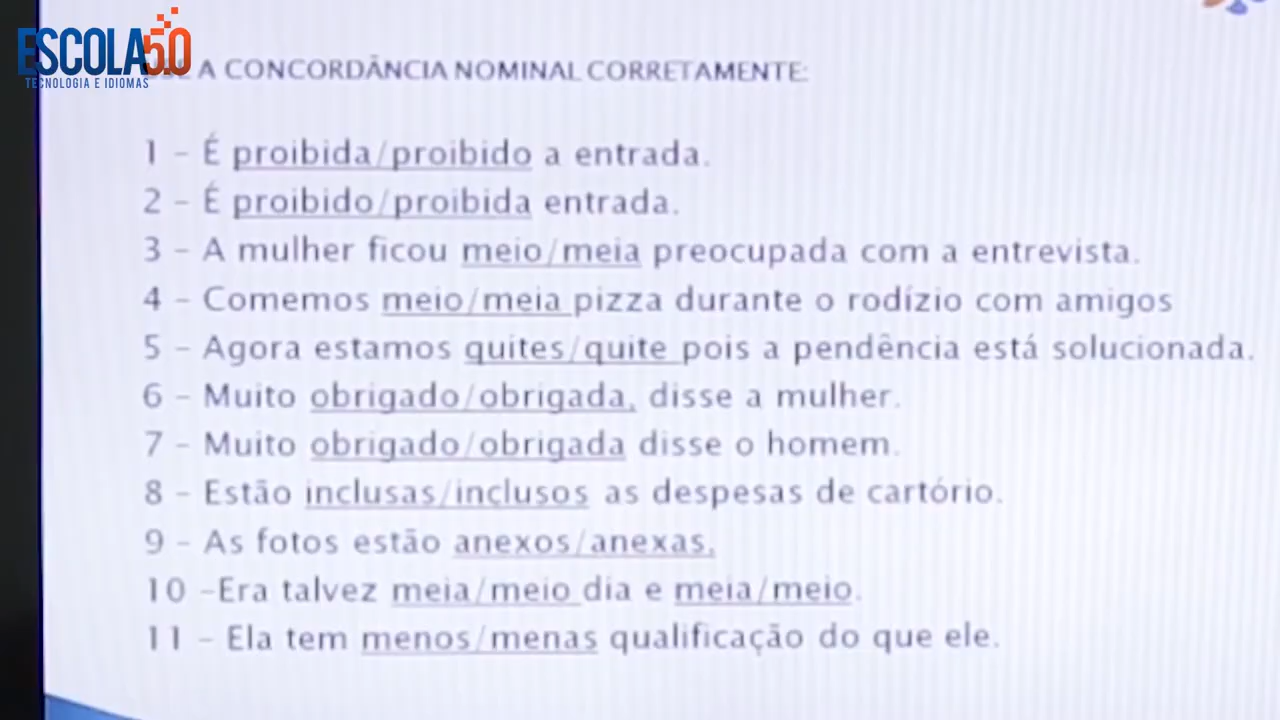 ESCOLA5.0
TECNOLOGIA E IDIOMAS
A CONCORDÂNCIA NOMINAL CORRETAMENTE:
1 - É proibida/proibido a entrada.
2 - É proibido/proibida entrada.
3 - A mulher ficou meio/meia preocupada com a entrevista.
4 - Comemos meio/meia pizza durante o rodízio com amigos
5 - Agora estamos quites/quite pois a pendência está solucionada.
6 - Muito obrigado/obrigada, disse a mulher.
7 - Muito obrigado/obrigada disse o homem.
8 - Estão inclusas/inclusos as despesas de cartório.
9 - As fotos estão anexos/anexas.
10 -Era talvez meia/meio dia e meia/meio.
11 - Ela tem menos/menas qualificação do que ele.